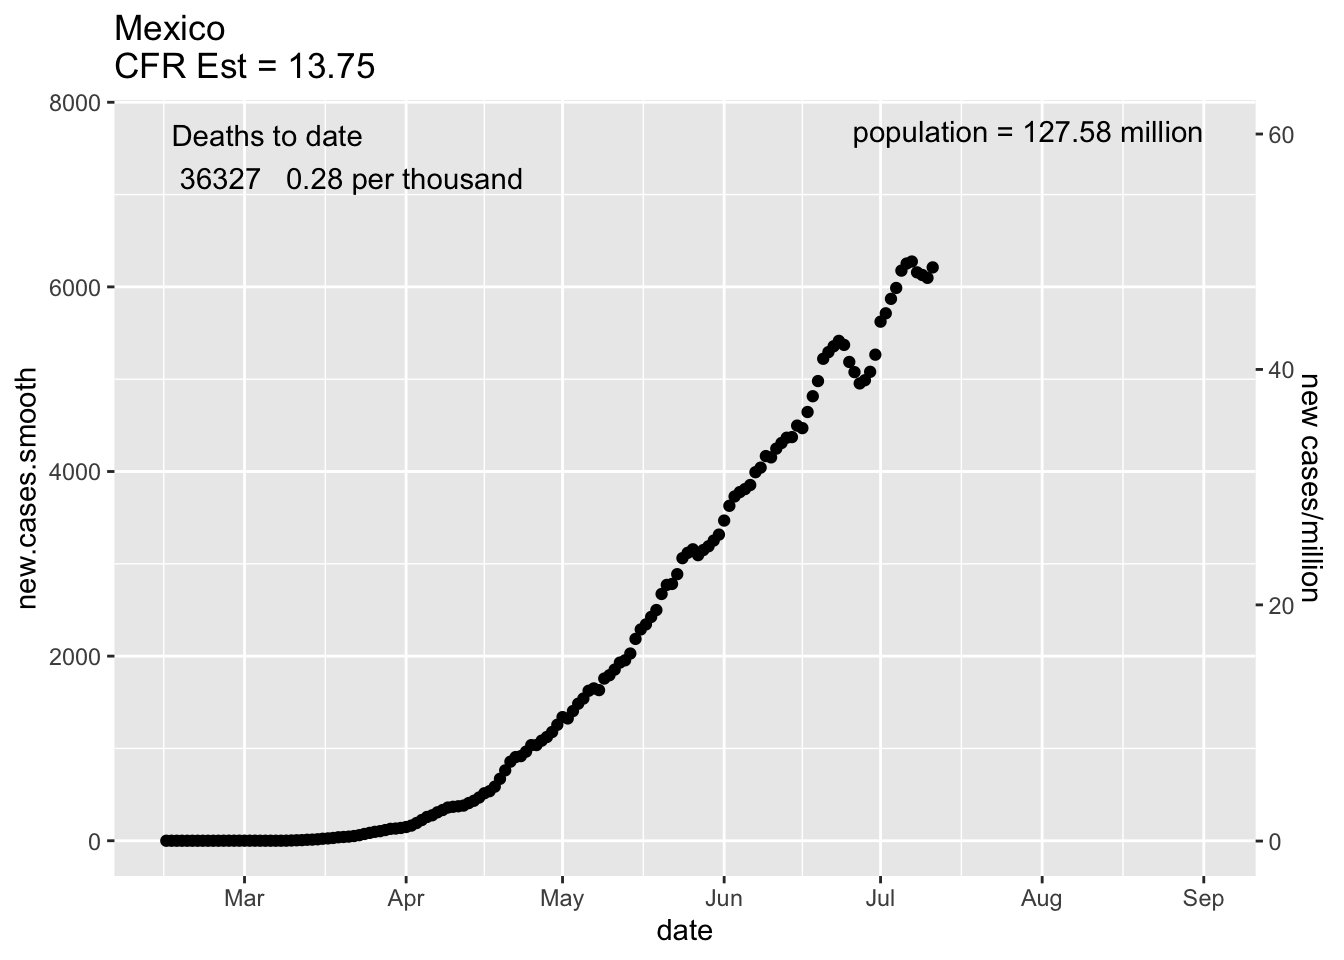 Mexico
CFR Est = 13.75
Deaths to date
36327 0.28 per thousand
population = 127.58 million
8000
6000
4000
2000
0
new.cases.smooth
60
40
20
0
new cases/million
Mar Apr May Jun Jul Aug Sep
date